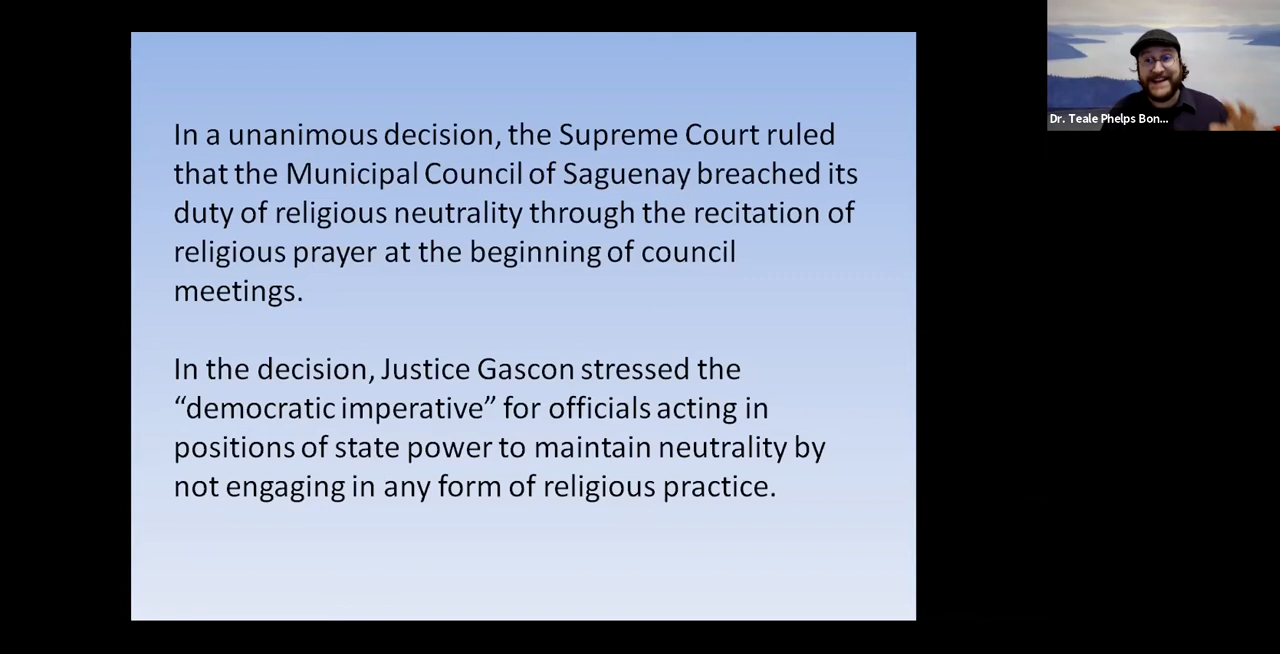 In a unanimous decision, the Supreme Court ruled
that the Municipal Council of Saguenay breached its
duty of religious neutrality through the recitation of
religious prayer at the beginning of council
meetings.
In the decision, Justice Gascon stressed the
“democratic imperative” for officials acting in
positions of state power to maintain neutrality by
not engaging in any form of religious practice.
Dr. Teale Phelps Bon...